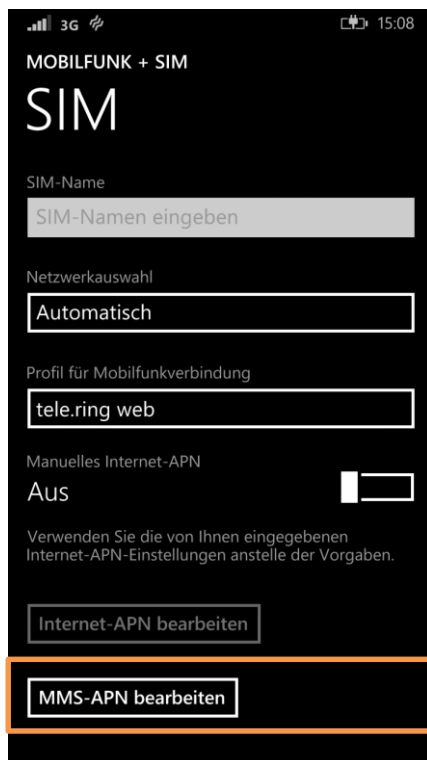 3G 15:08
MOBILFUNK + SIM
SIM
SIM-Name
SIM-Namen eingeben
Netzwerkauswahl
Automatisch
Profil für Mobilfunkverbindung
tele.ring web
Manuelles Internet-APN
Aus
Verwenden Sie die von Ihnen eingegebenen
Internet-APN-Einstellungen anstelle der Vorgaben.
Internet-APN bearbeiten
MMS-APN bearbeiten